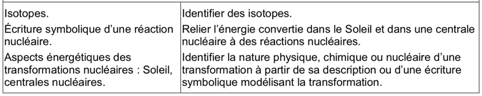 Isotopes.
Écriture symbolique d'une réaction
nucléaire.
Aspects énergétiques des
transformations nucléaires : Soleil,
centrales nucléaires.
Identifier des isotopes.
Relier l'énergie convertie dans le Soleil et dans une centrale
nucléaire à des réactions nucléaires.
Identifier la nature physique, chimique ou nucléaire d'une
transformation à partir de sa description ou d'une écriture
symbolique modélisant la transformation.